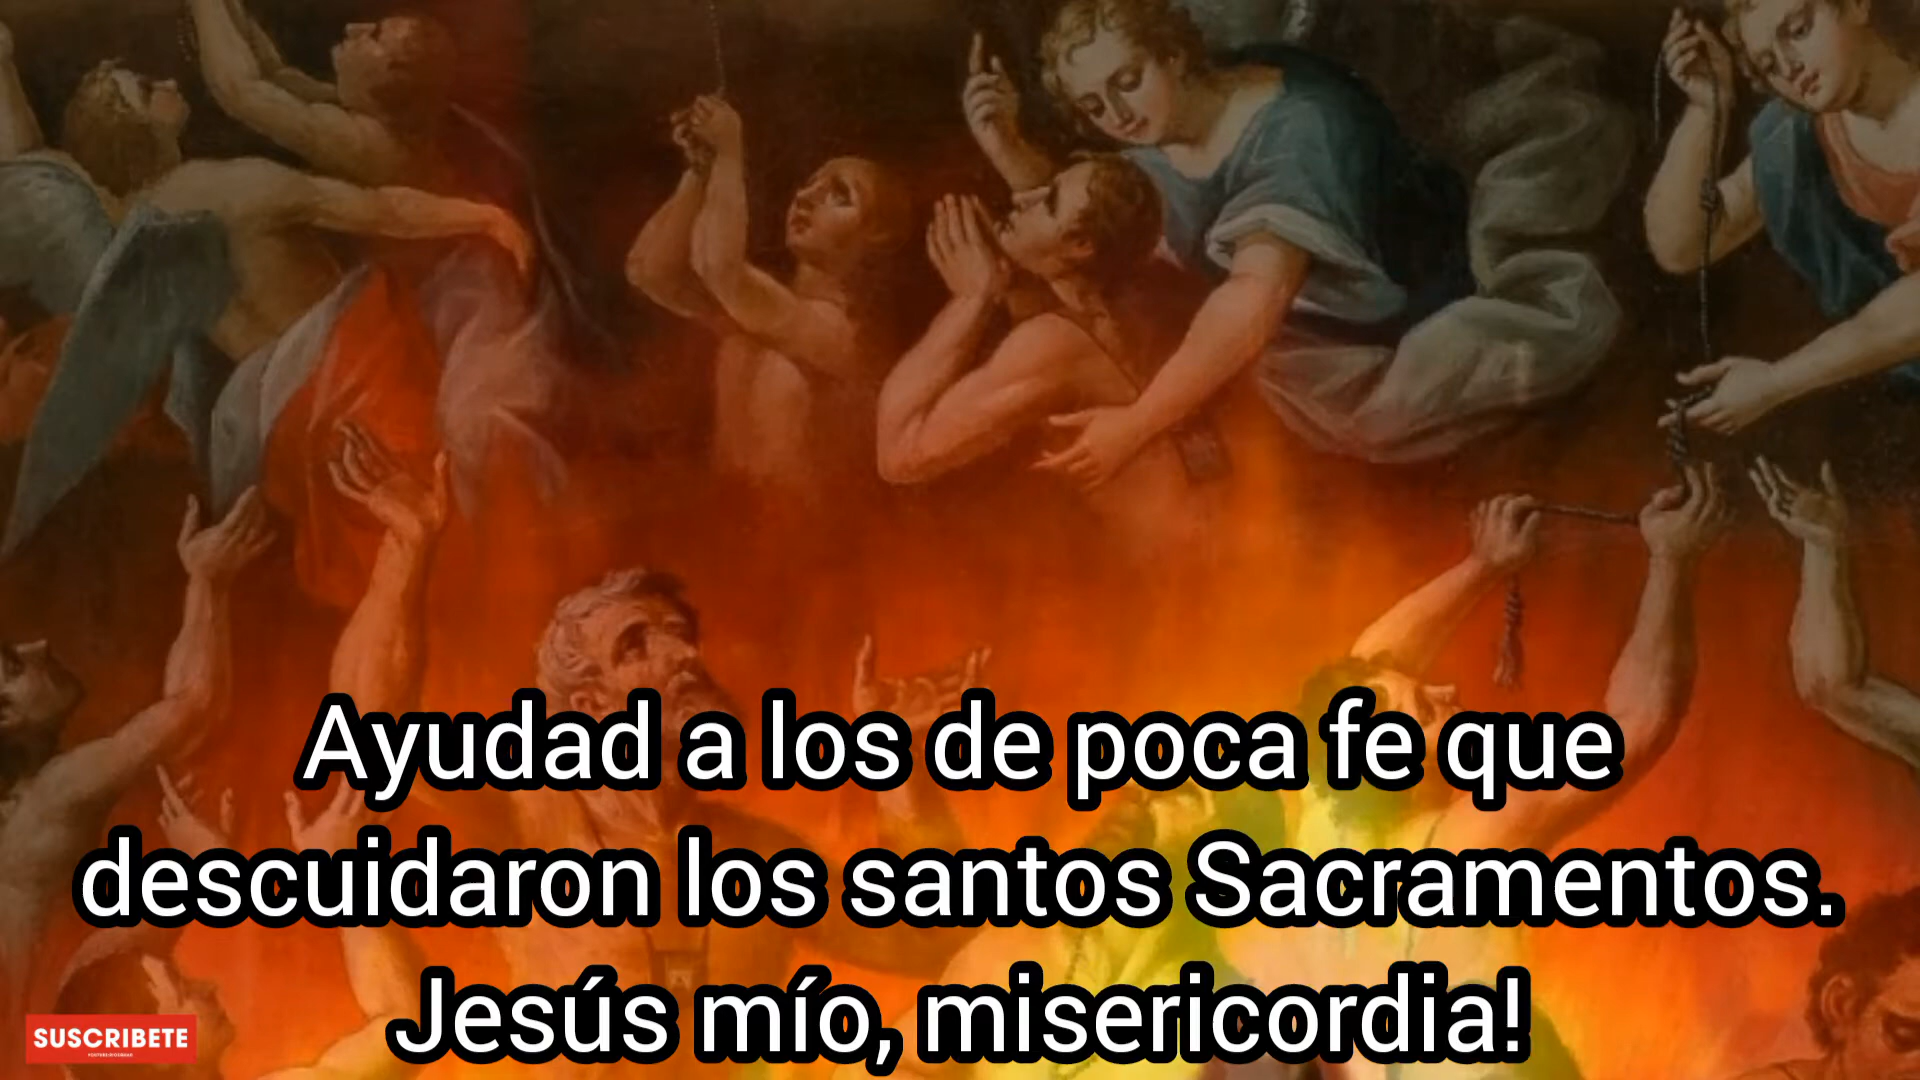 Ayudad a los de poca fe que
descuidaron los santos Sacramentos.
Jesús mío, misericordia!
SUSCRIBETE